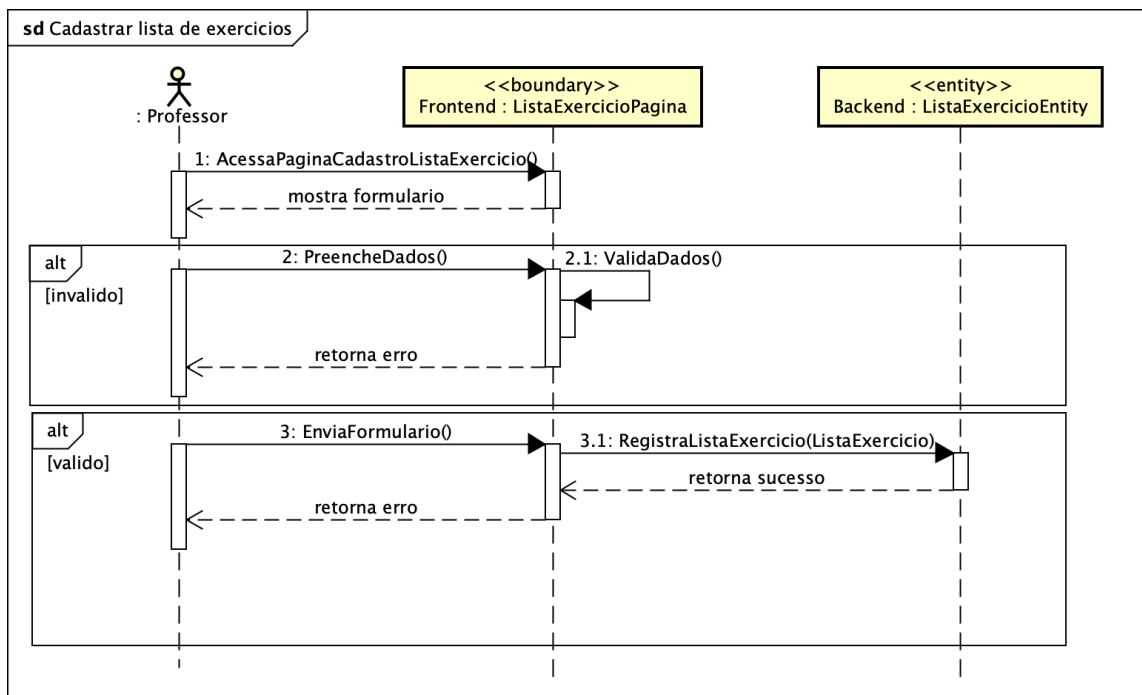 sd Cadastrar lista de exercicios
: Professor
<<boundary>>
Frontend : ListaExercicioPagina
<<entity>>
Backend : ListaExercicioEntity
1: AcessaPaginaCadastroListaExercicio()
mostra formulario
alt
[invalido]
2: PreencheDados()
2.1: ValidaDados()
retorna erro
alt
[valido]
3: EnviaFormulario()
3.1: RegistraListaExercicio(ListaExercicio)
retorna sucesso
retorna erro